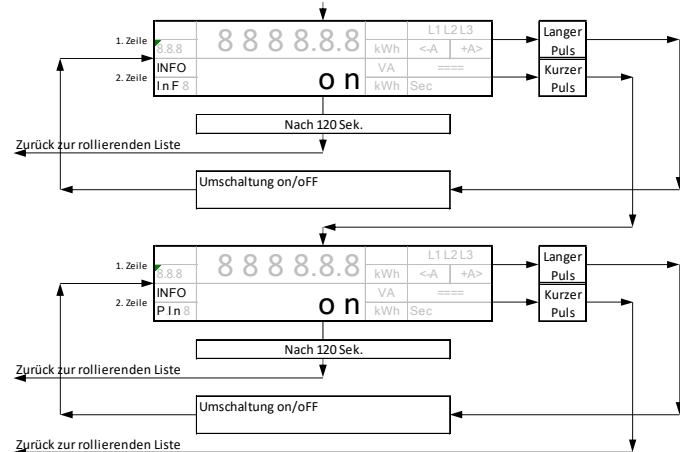 1. Zeile
8.8.8
8 8 8 8.8.8
kWh
L1 L2 L3
<-A
+A>
Langer
Puls
2. Zeile
INFO
InF 8
on
VA
kWh
====
Sec
Kurzer
Puls
Nach 120 Sek.
Zurück zur rollierenden Liste
Umschaltung on/oFF
1. Zeile
8.8.8
8 8 8 8.8.8
kWh
L1 L2 L3
<-A
+A>
Langer
Puls
2. Zeile
INFO
PIn 8
on
VA
kWh
====
Sec
Kurzer
Puls
Nach 120 Sek.
Zurück zur rollierenden Liste
Umschaltung on/oFF
Zurück zur rollierenden Liste